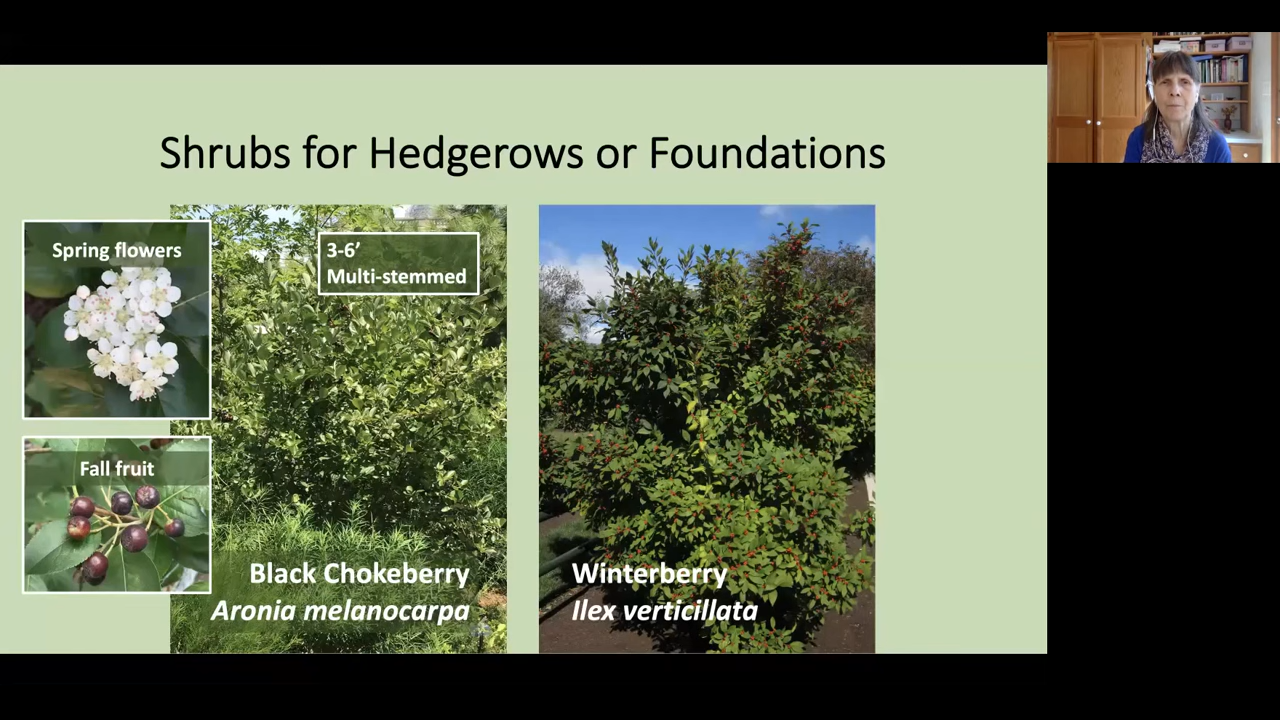 Shrubs for Hedgerows or Foundations
Spring flowers
3-6’
Multi-stemmed
Fall fruit
Black Chokeberry
Aronia melanocarpa
Winterberry
Ilex verticillata